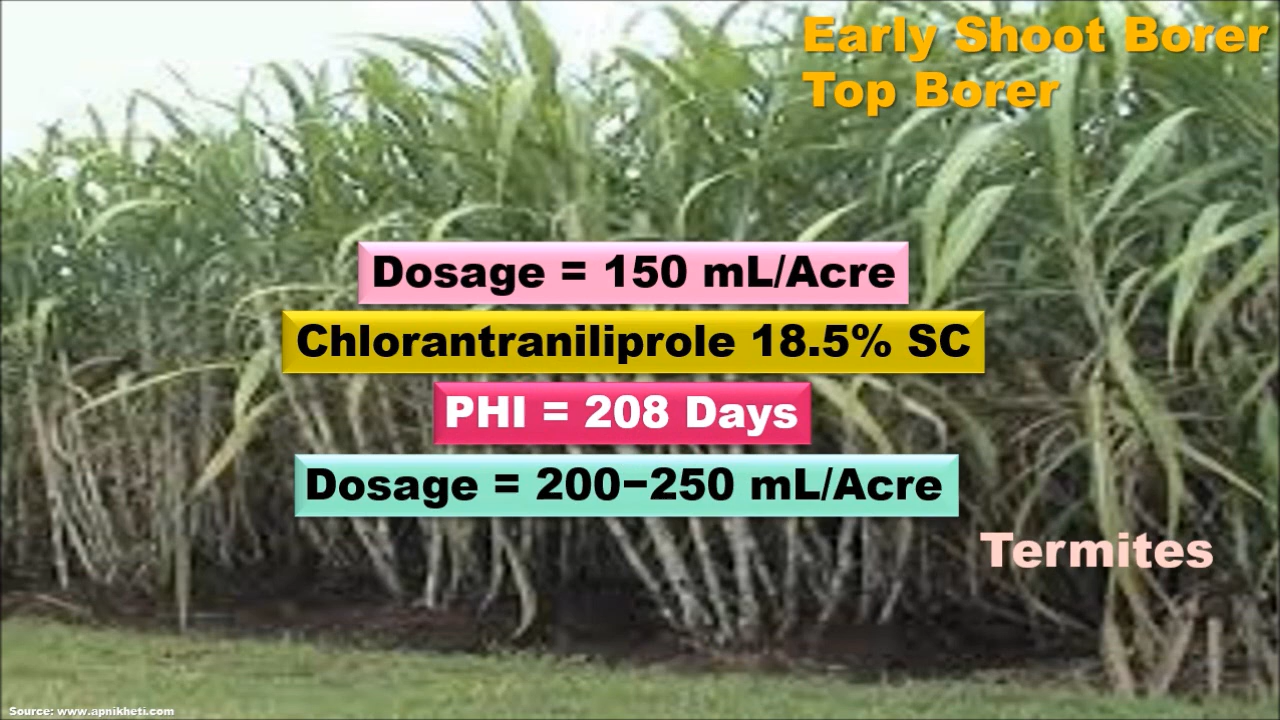 Early Shoot Borer
Top Borer
Dosage = 150 mL/Acre
Chlorantraniliprole 18.5% SC
PHI = 208 Days
Dosage = 200–250 mL/Acre
Termites
Source: www.apnikheti.com